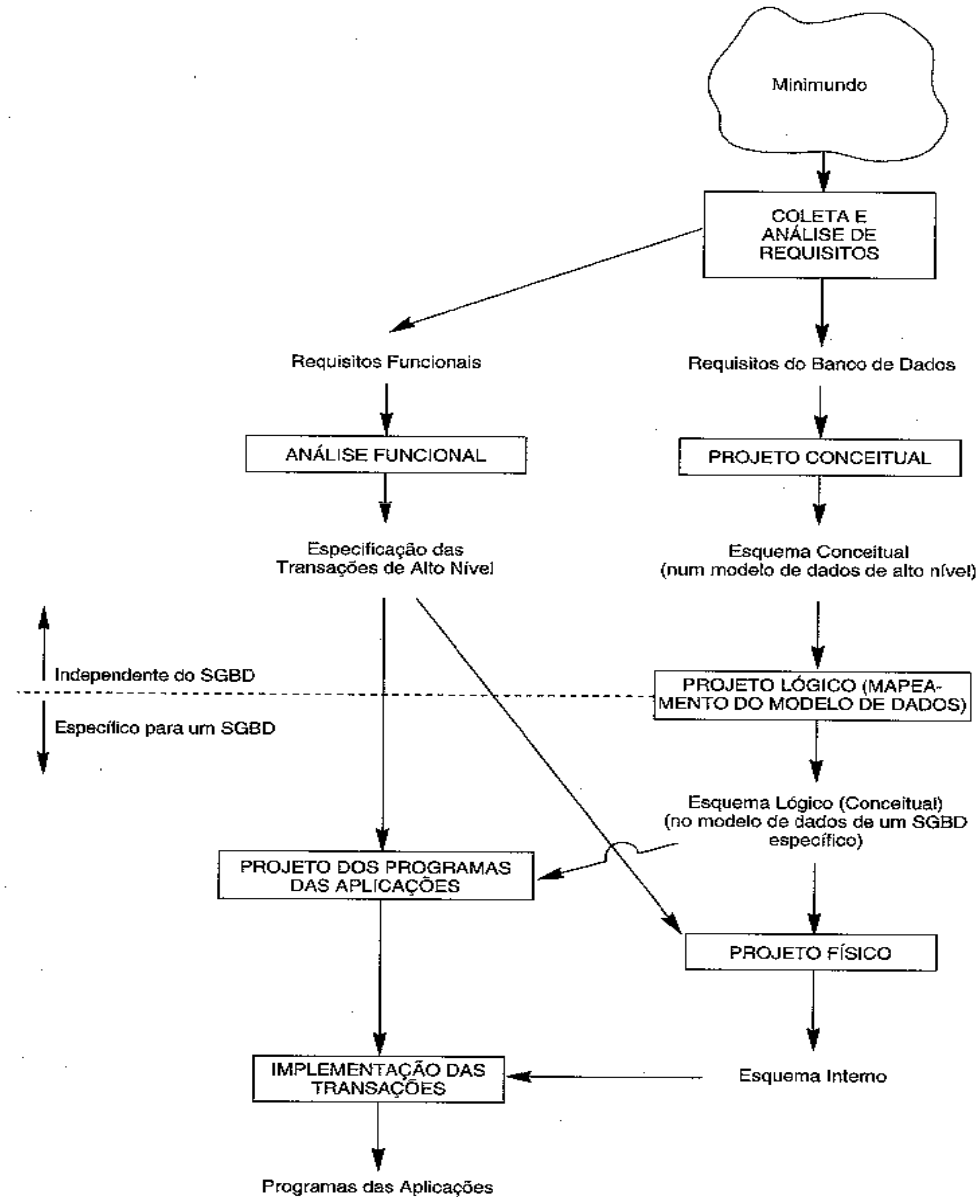 Minimundo
COLETA E
ANÁLISE DE
REQUISITOS
Requisitos Funcionais
Requisitos do Banco de Dados
ANÁLISE FUNCIONAL
PROJETO CONCEITUAL
Especificação das
Transações de Alto Nível
Esquema Conceitual
(num modelo de dados de alto nível)
Independente do SGBD
Específico para um SGBD
PROJETO LÓGICO (MAPEA-
MENTO DO MODELO DE DADOS)
Esquema Lógico (Conceitual)
(no modelo de dados de um SGBD
específico)
PROJETO DOS PROGRAMAS
DAS APLICAÇÕES
PROJETO FÍSICO
IMPLEMENTAÇÃO DAS
TRANSAÇÕES
Esquema Interno
Programas das Aplicações